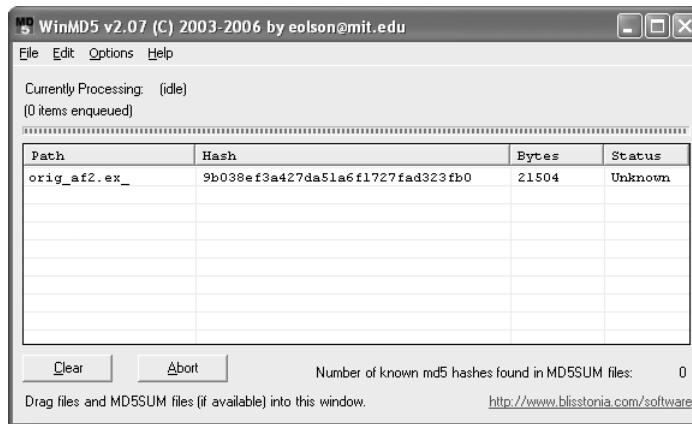 MD5 WinMD5 v2.07 (C) 2003-2006 by eolson@mit.edu
File Edit Options Help
Currently Processing: (idle)
(0 items enqueued)
Path Hash Bytes Status
orig_af2.ex_ 9b038ef3a427da51a6f1727fad323fb0 21504 Unknown
Clear Abort Number of known md5 hashes found in MD5SUM files: 0
Drag files and MD5SUM files (if available) into this window. http://www.blisstonia.com/software